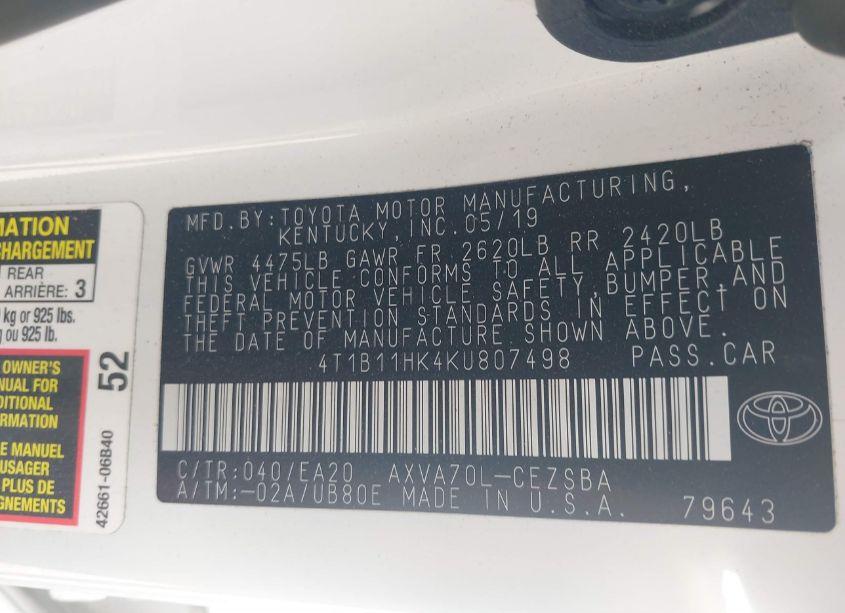 MATION
CHARGEMENT
REAR
ARRIÈRE: 3
kg or 925 lbs.
ou 925 lb.
OWNER'S
NUAL FOR
DITIONAL
ORMATION
E MANUEL
USAGER
PLUS DE
GNEMENTS
42661-06B40
52
MFD.BY:TOYOTA MOTOR MANUFACTURING,
KENTUCKY,INC.05/19
GVWR 4475LB GAWR FR 2620LB RR 2420LB
THIS VEHICLE CONFORMS TO ALL APPLICABLE
FEDERAL MOTOR VEHICLE SAFETY,BUMPER,AND
THEFT PREVENTION STANDARDS IN EFFECT ON
THE DATE OF MANUFACTURE SHOWN ABOVE.
4T1B11HK4KU807498 PASS.CAR
C/TR:040/EA20 AXVA70L-CEZSBA
A/TM:-02A/UB80E MADE IN U.S.A. 79643